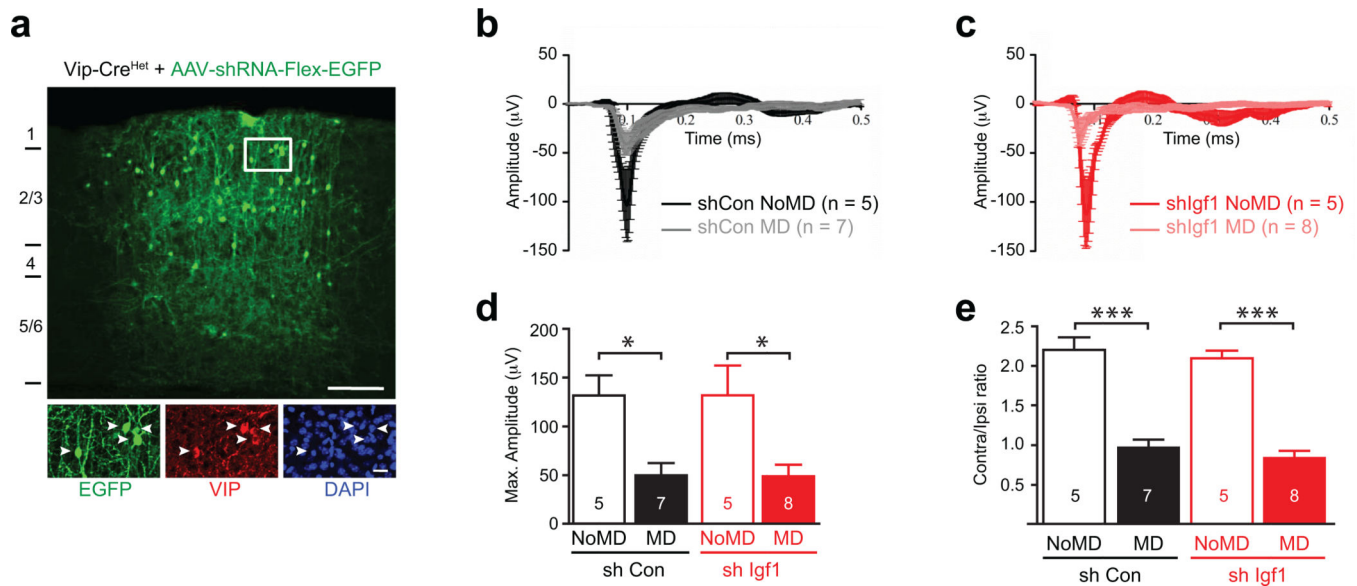 a
Vip-CreHet + AAV-shRNA-Flex-EGFP
1
2/3
4
5/6
EGFP
VIP
DAPI
b
50
0
-50
-100
-150
Amplitude (µV)
0.1
0.2
0.3
0.4
0.5
Time (ms)
shCon NoMD (n = 5)
shCon MD (n = 7)
c
50
0
-50
-100
-150
Amplitude (µV)
0.1
0.2
0.3
0.4
0.5
Time (ms)
shIgf1 NoMD (n = 5)
shIgf1 MD (n = 8)
d
200
150
100
50
0
Max. Amplitude (µV)
*
*
5
7
5
8
NoMD MD NoMD MD
sh Con sh Igf1
e
2.5
2.0
1.5
1.0
0.5
Contra/Ipsi ratio
***
***
5
7
5
8
NoMD MD NoMD MD
sh Con sh Igf1